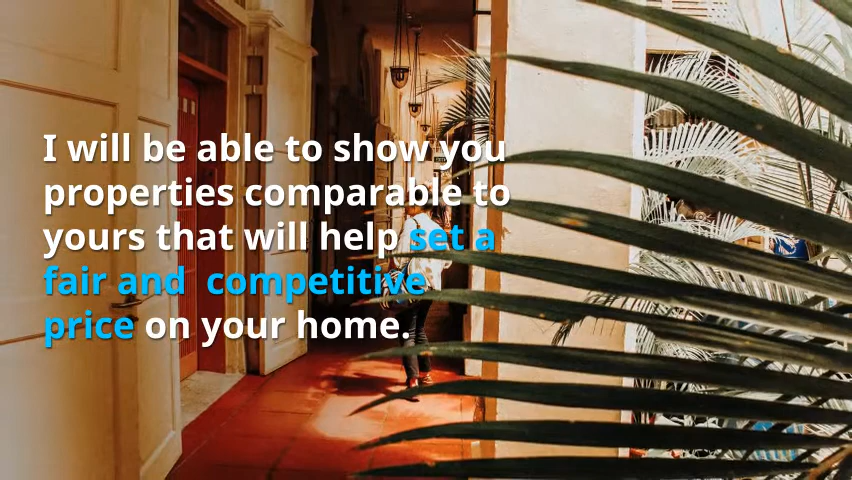 I will be able to show you
properties comparable to
yours that will help set a
fair and  competitive
price on your home.